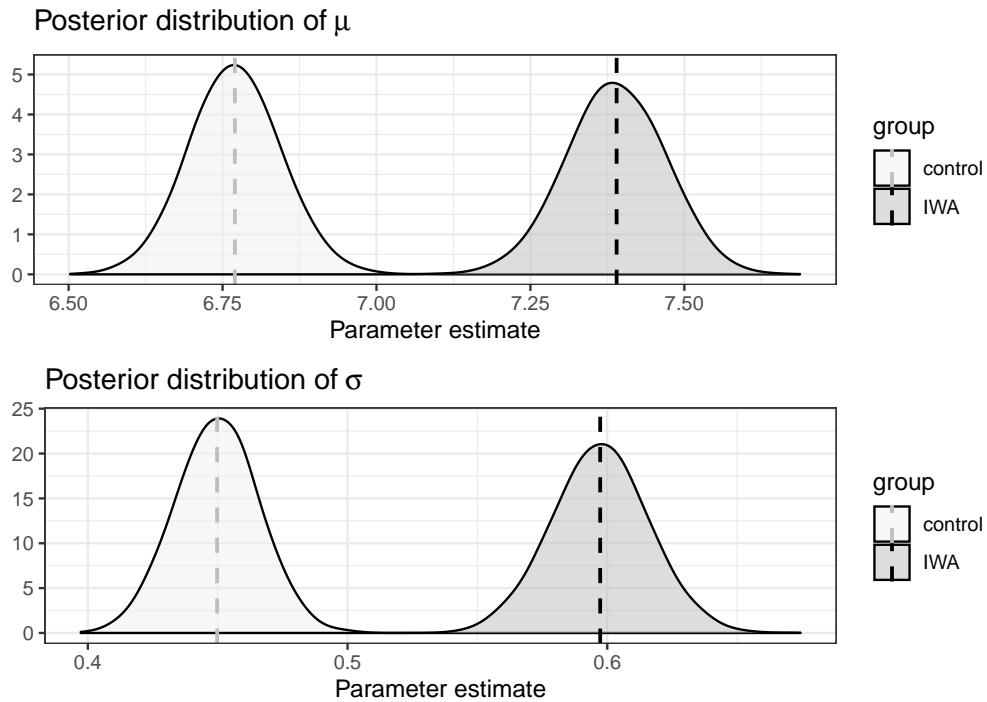 Posterior distribution of μ
5
4
3
2
1
0
6.50 6.75 7.00 7.25 7.50
Parameter estimate
group
control
IWA
Posterior distribution of σ
25
20
15
10
5
0
0.4 0.5 0.6
Parameter estimate
group
control
IWA